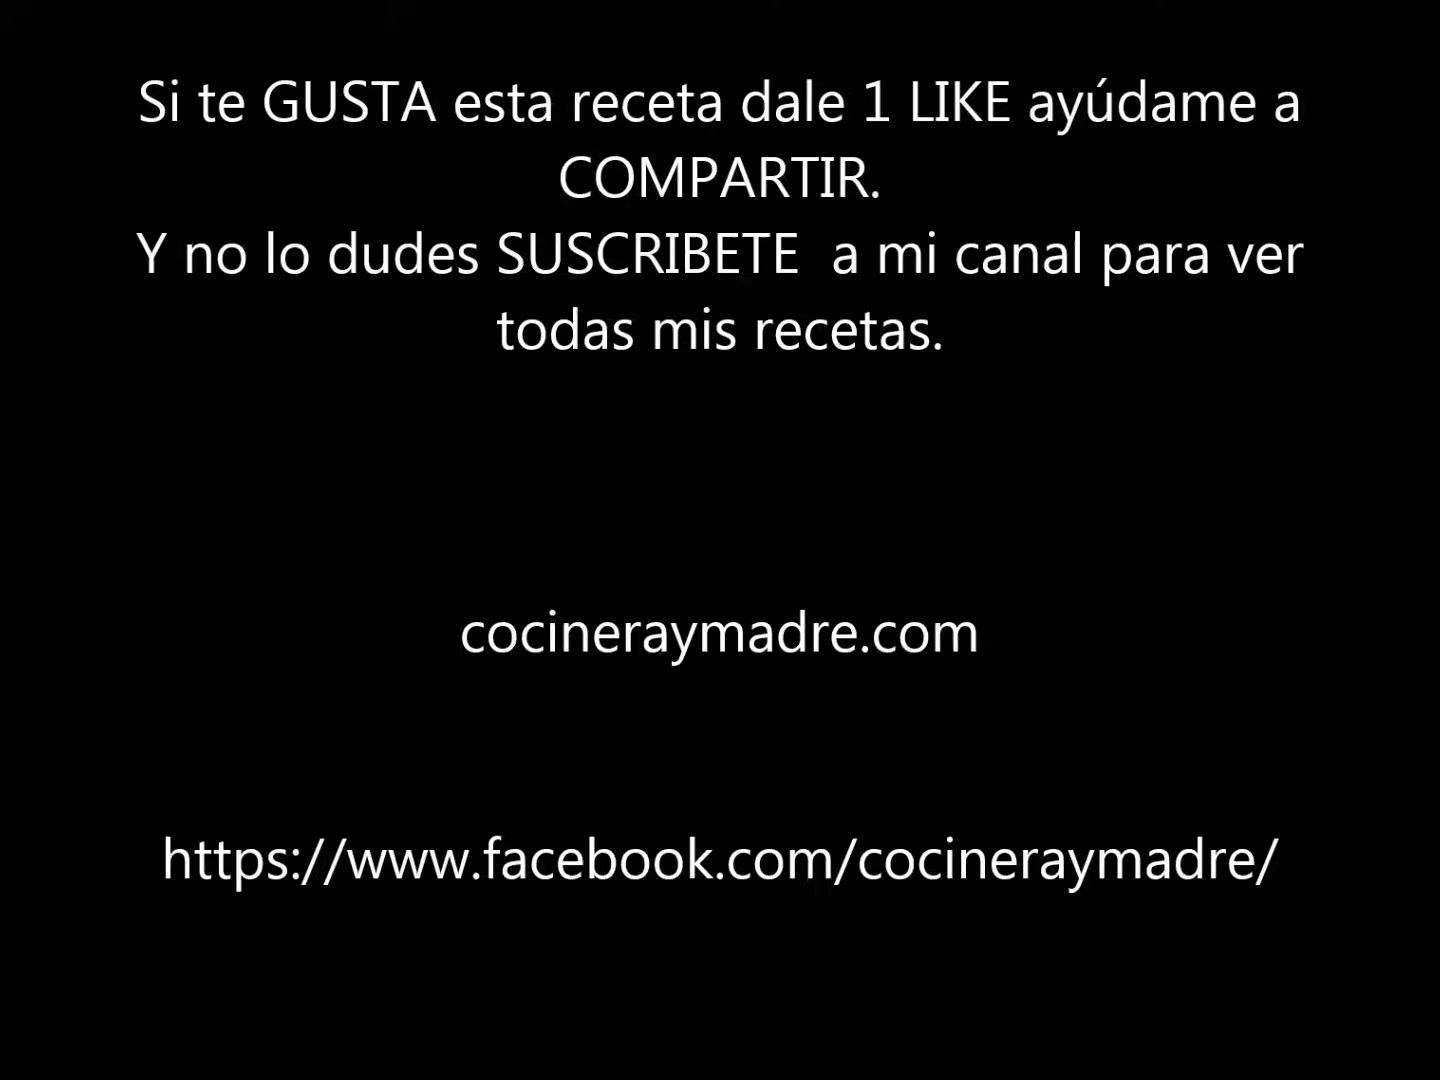 Si te GUSTA esta receta dale 1 LIKE ayúdame a
COMPARTIR.
Y no lo dudes SUSCRIBETE  a mi canal para ver
todas mis recetas.
cocineraymadre.com
https://www.facebook.com/cocineraymadre/